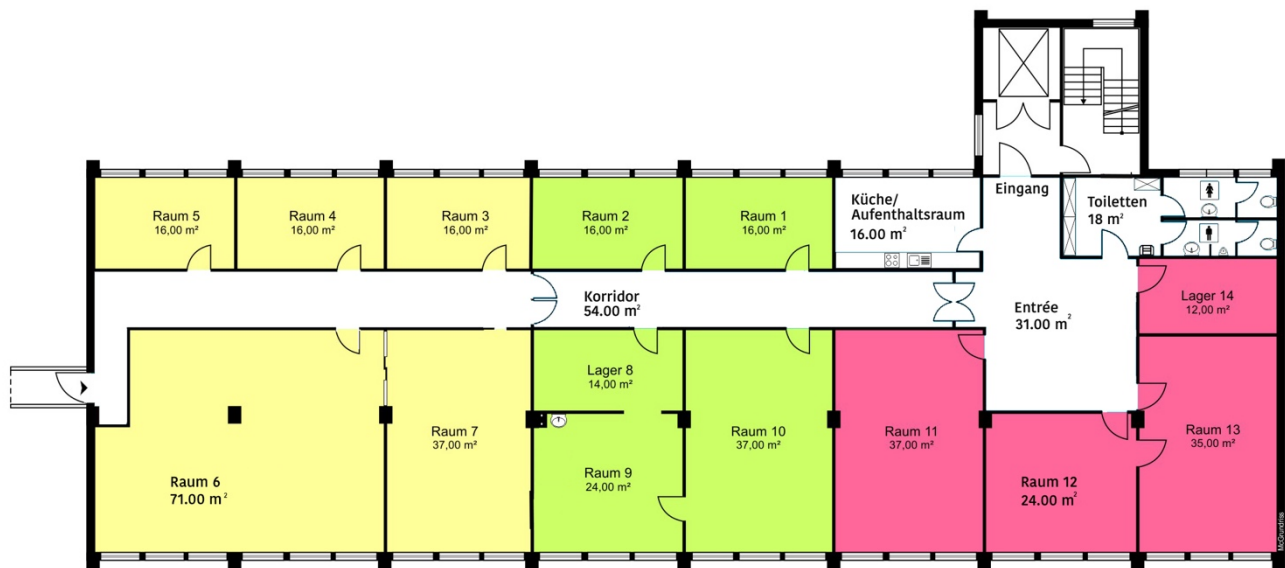 Eingang
Raum 5
16,00 m²
Raum 4
16,00 m²
Raum 3
16,00 m²
Raum 2
16,00 m²
Raum 1
16,00 m²
Küche/
Aufenthaltsraum
16.00 m²
Toiletten
18 m²
Korridor
54.00 m²
Entrée
31.00 m²
Lager 14
12,00 m²
Raum 6
71.00 m²
Raum 7
37,00 m²
Lager 8
14,00 m²
Raum 9
24,00 m²
Raum 10
37,00 m²
Raum 11
37,00 m²
Raum 12
24.00 m²
Raum 13
35,00 m²
McGrundriss